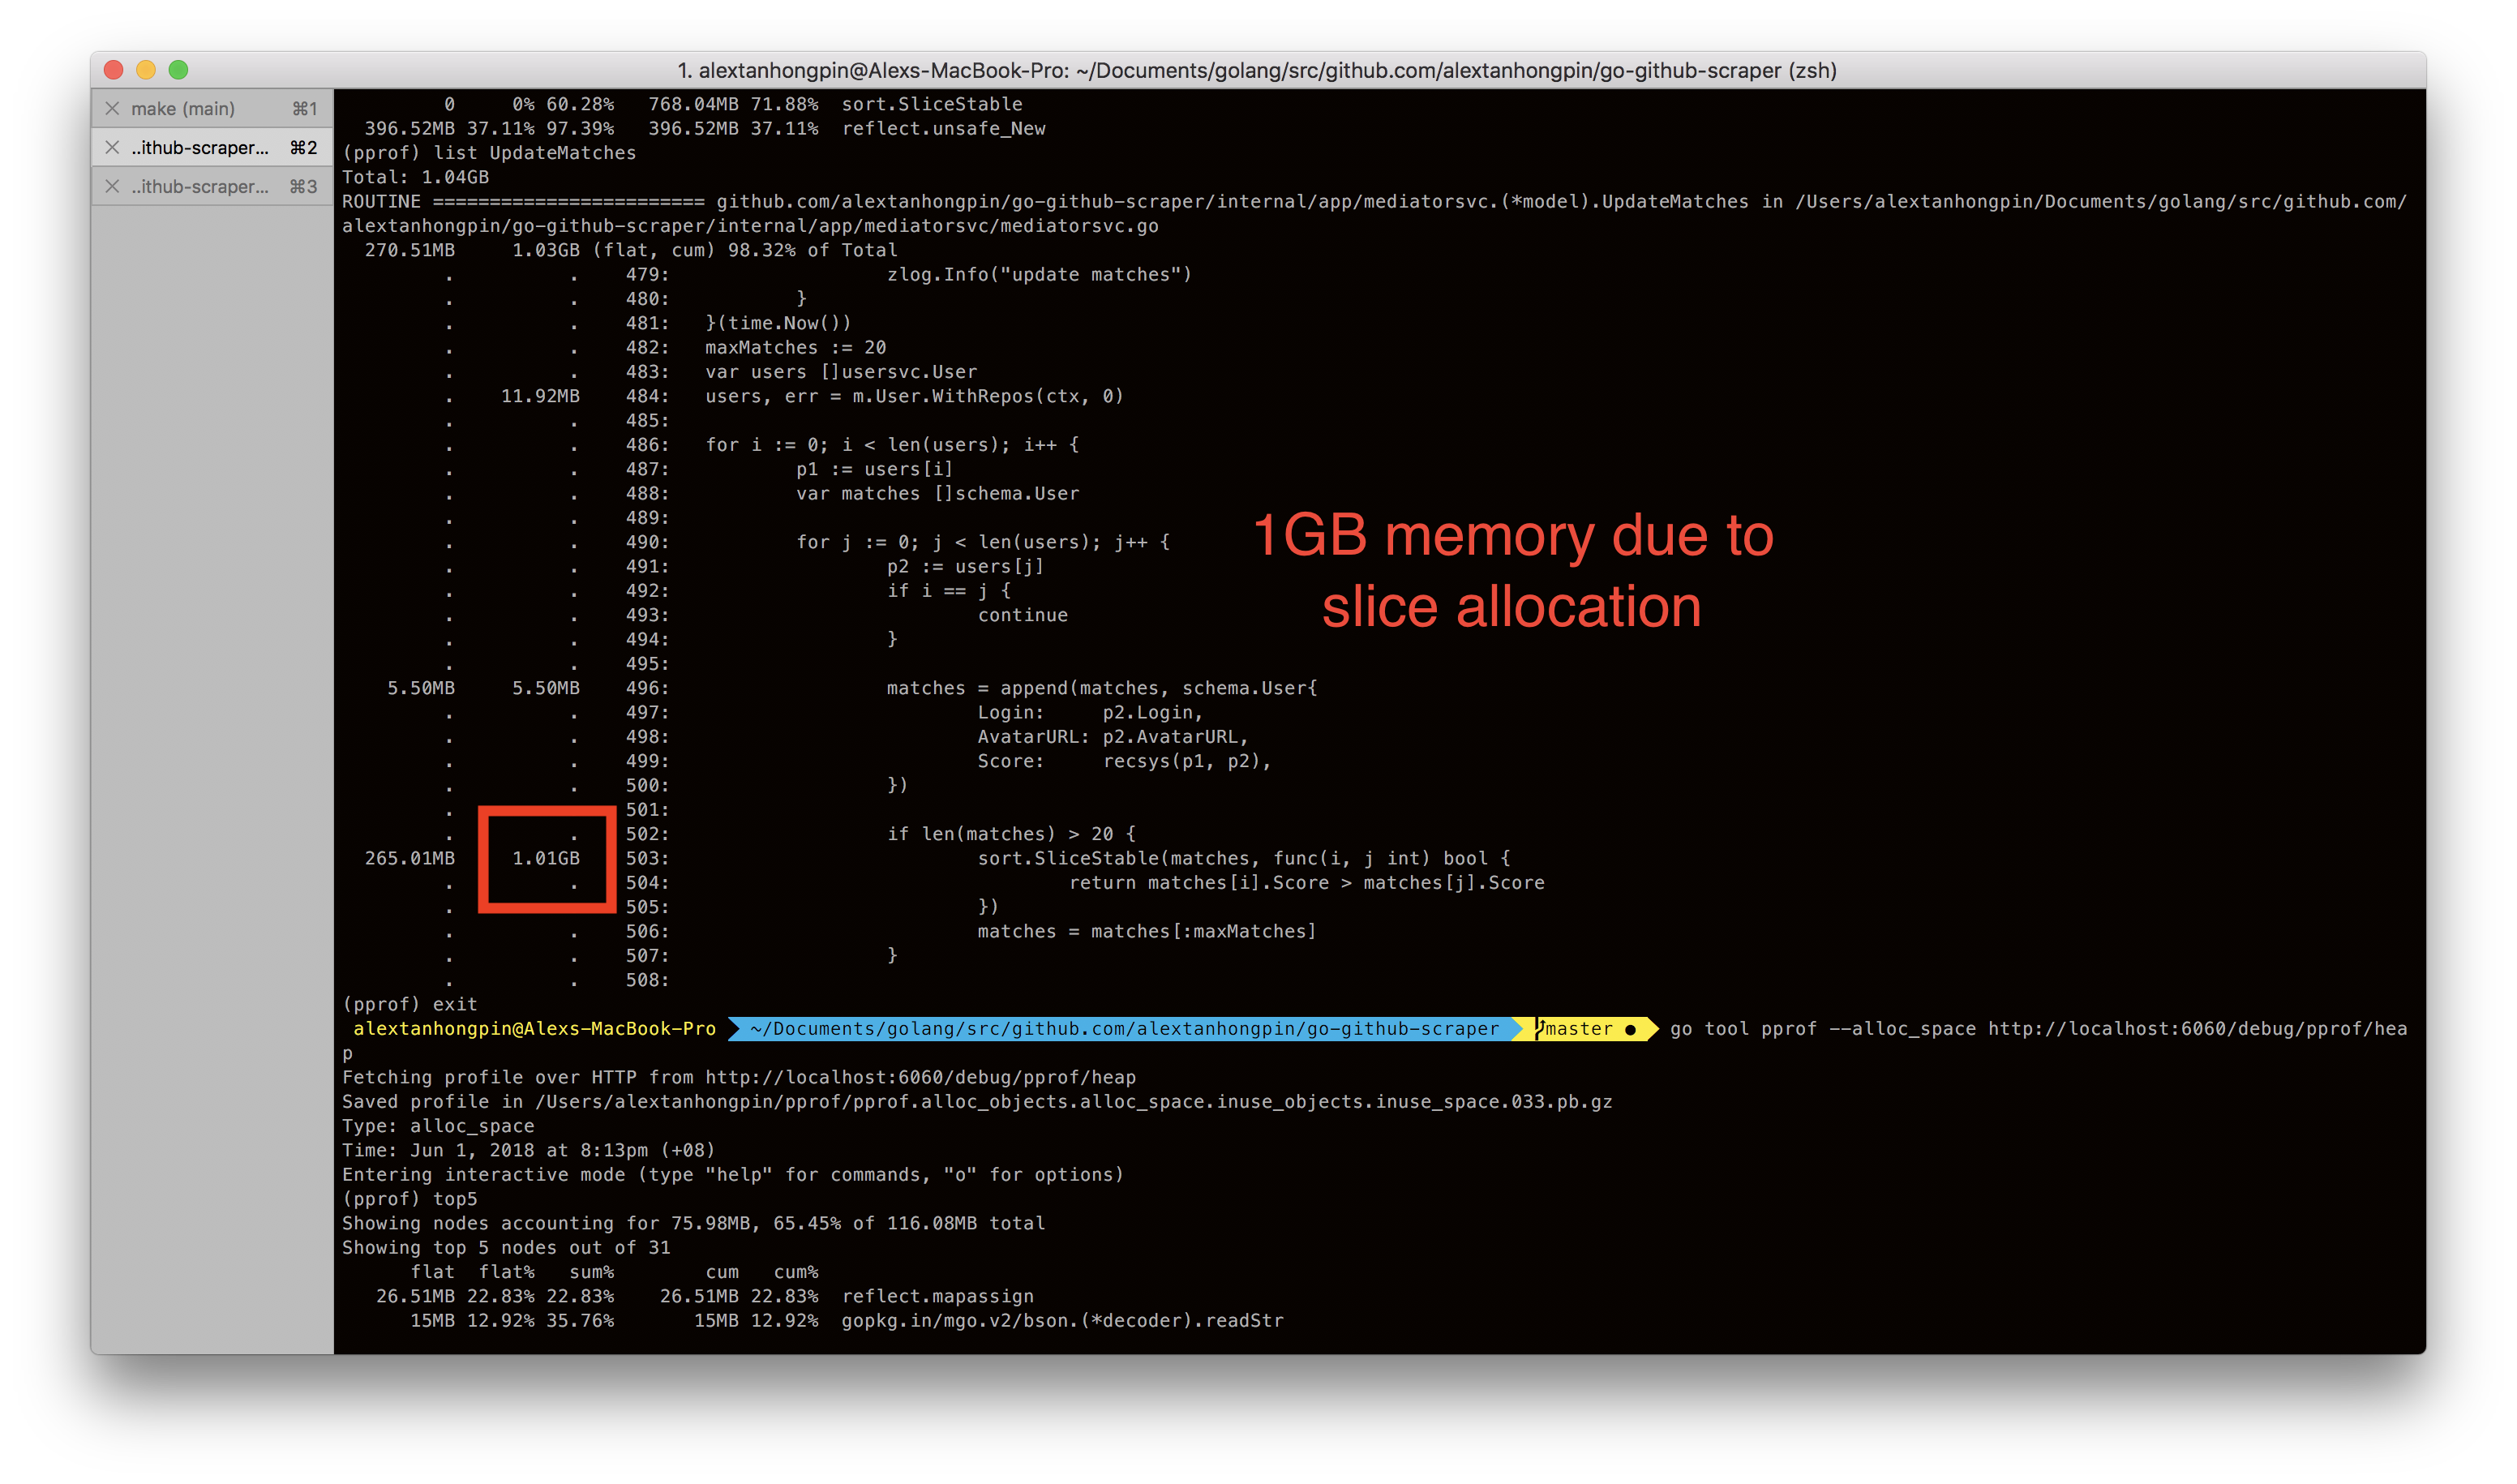 1. alextanhongpin@Alexs-MacBook-Pro: ~/Documents/golang/src/github.com/alextanhongpin/go-github-scraper (zsh)
make (main) ⌘1
..ithub-scraper... ⌘2
..ithub-scraper... ⌘3
0 0% 60.28% 768.04MB 71.88% sort.SliceStable
396.52MB 37.11% 97.39% 396.52MB 37.11% reflect.unsafe_New
(pprof) list UpdateMatches
Total: 1.04GB
ROUTINE ======================== github.com/alextanhongpin/go-github-scraper/internal/app/mediatorsvc.(*model).UpdateMatches in /Users/alextanhongpin/Documents/golang/src/github.com/
alextanhongpin/go-github-scraper/internal/app/mediatorsvc/mediatorsvc.go
270.51MB 1.03GB (flat, cum) 98.32% of Total
. . 479: zlog.Info("update matches")
. . 480: }
. . 481: }(time.Now())
. . 482: maxMatches := 20
. . 483: var users []usersvc.User
. 11.92MB 484: users, err = m.User.WithRepos(ctx, 0)
. . 485:
. . 486: for i := 0; i < len(users); i++ {
. . 487: p1 := users[i]
. . 488: var matches []schema.User
. . 489:
. . 490: for j := 0; j < len(users); j++ {
. . 491: p2 := users[j]
. . 492: if i == j {
. . 493: continue
. . 494: }
. . 495:
5.50MB 5.50MB 496: matches = append(matches, schema.User{
. . 497: Login: p2.Login,
. . 498: AvatarURL: p2.AvatarURL,
. . 499: Score: recsys(p1, p2),
. . 500: })
. 501:
. . 502: if len(matches) > 20 {
265.01MB 1.01GB 503: sort.SliceStable(matches, func(i, j int) bool {
. . 504: return matches[i].Score > matches[j].Score
. 505: })
. . 506: matches = matches[:maxMatches]
. . 507: }
. . 508:
1GB memory due to
slice allocation
(pprof) exit
alextanhongpin@Alexs-MacBook-Pro ~/Documents/golang/src/github.com/alextanhongpin/go-github-scraper master ● go tool pprof --alloc_space http://localhost:6060/debug/pprof/hea
p
Fetching profile over HTTP from http://localhost:6060/debug/pprof/heap
Saved profile in /Users/alextanhongpin/pprof/pprof.alloc_objects.alloc_space.inuse_objects.inuse_space.033.pb.gz
Type: alloc_space
Time: Jun 1, 2018 at 8:13pm (+08)
Entering interactive mode (type "help" for commands, "o" for options)
(pprof) top5
Showing nodes accounting for 75.98MB, 65.45% of 116.08MB total
Showing top 5 nodes out of 31
flat flat% sum% cum cum%
26.51MB 22.83% 22.83% 26.51MB 22.83% reflect.mapassign
15MB 12.92% 35.76% 15MB 12.92% gopkg.in/mgo.v2/bson.(*decoder).readStr